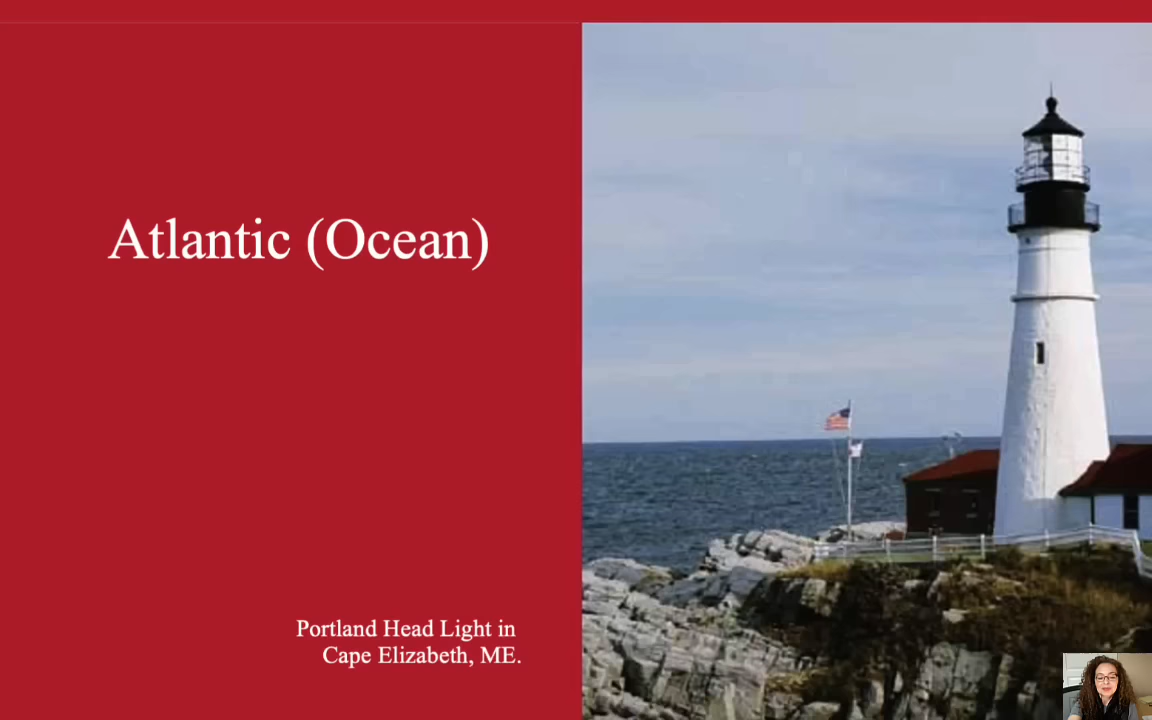 Atlantic (Ocean)
Portland Head Light in
Cape Elizabeth, ME.